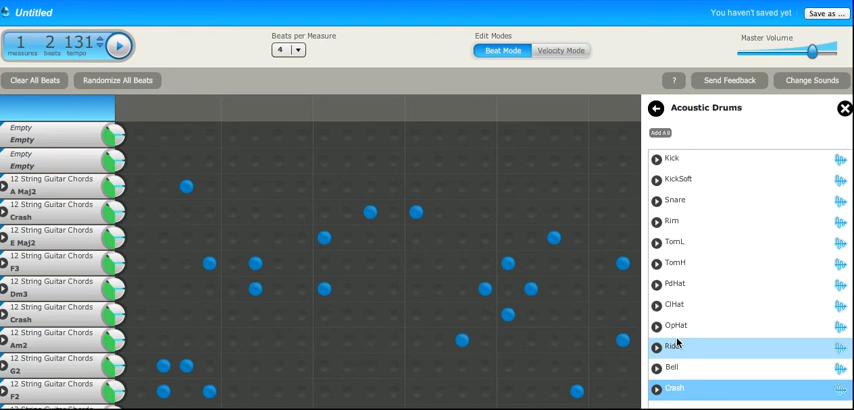 Untitled
You haven't saved yet
Save as ...
1 2 131
measures beats tempo
Beats per Measure
4
Edit Modes
Beat Mode
Velocity Mode
Master Volume
Clear All Beats
Randomize All Beats
?
Send Feedback
Change Sounds
Empty
Empty
Empty
Empty
12 String Guitar Chords
A Maj2
12 String Guitar Chords
Crash
12 String Guitar Chords
E Maj2
12 String Guitar Chords
F3
12 String Guitar Chords
Dm3
12 String Guitar Chords
Crash
12 String Guitar Chords
Am2
12 String Guitar Chords
G2
12 String Guitar Chords
F2
Acoustic Drums
Add All
Kick
KickSoft
Snare
Rim
TomL
TomH
PdHat
ClHat
OpHat
Ride
Bell
Crash